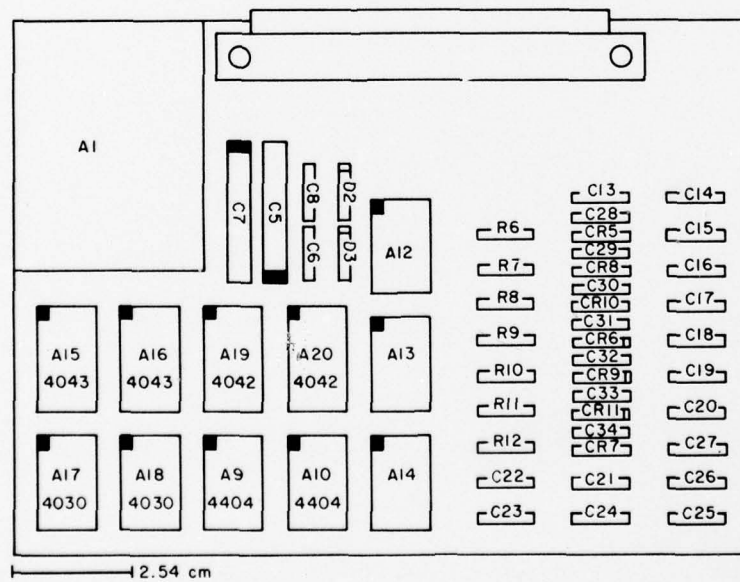 A1
C7
C5
C8
D2
C6
D3
A12
A15
4043
A16
4043
A19
4042
A20
4042
A13
A17
4030
A18
4030
A9
4404
A10
4404
A14
R6
R7
R8
R9
R10
R11
R12
C22
C23
C13
C28
CR5
C29
CR8
C30
CR10
C31
CR6
C32
CR9
C33
CR11
C34
CR7
C21
C24
C14
C15
C16
C17
C18
C19
C20
C27
C26
C25
2.54 cm